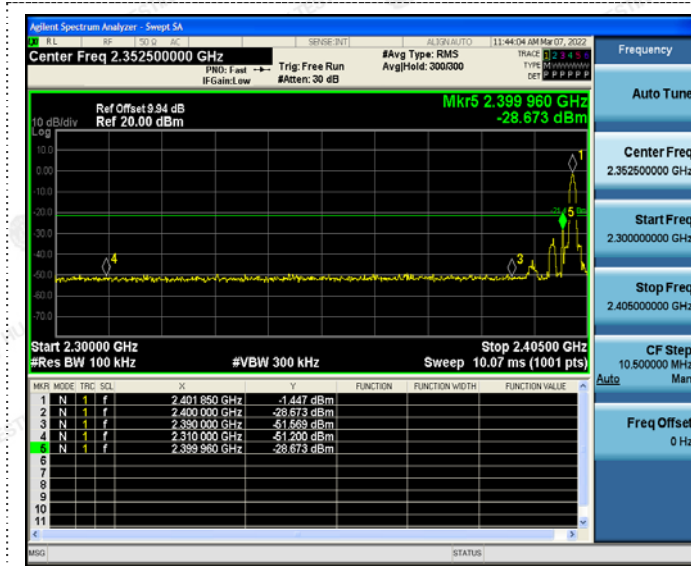 Agilent Spectrum Analyzer - Swept SA
RL RF 50 Ω AC SENSE:INT ALIGN AUTO 11:44:04 AM Mar 07, 2022
Center Freq 2.352500000 GHz #Avg Type: RMS TRACE 1 2 3 4 5 6
PNO: Fast Trig: Free Run Avg|Hold: 300/300 TYPE MWWWWW
IFGain:Low #Atten: 30 dB DET P P P P P P
Ref Offset 9.94 dB Mkr5 2.399 960 GHz
10 dB/div Ref 20.00 dBm -28.673 dBm
Log
10.0
0.00
-10.0
-20.0
-30.0
-40.0
-50.0
-60.0
-70.0
1
5
3
4
Start 2.30000 GHz Stop 2.40500 GHz
#Res BW 100 kHz #VBW 300 kHz Sweep 10.07 ms (1001 pts)
MKR MODE TRC SCL X Y FUNCTION FUNCTION WIDTH FUNCTION VALUE
1 N 1 f 2.401 850 GHz -1.447 dBm
2 N 1 f 2.400 000 GHz -28.673 dBm
3 N 1 f 2.390 000 GHz -51.569 dBm
4 N 1 f 2.310 000 GHz -51.200 dBm
5 N 1 f 2.399 960 GHz -28.673 dBm
6
7
8
9
10
11
MSG STATUS
Frequency
Auto Tune
Center Freq
2.352500000 GHz
Start Freq
2.300000000 GHz
Stop Freq
2.405000000 GHz
CF Step
10.500000 MHz
Auto Man
Freq Offset
0 Hz